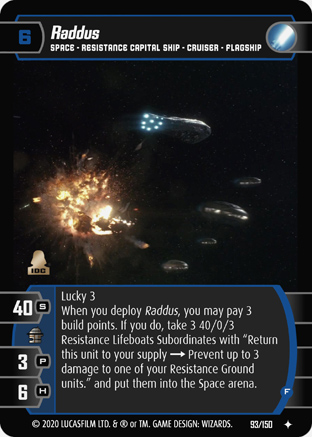 6
Raddus
SPACE - RESISTANCE CAPITAL SHIP - CRUISER - FLAGSHIP
IDC
40 S
3 P
6 H
Lucky 3
When you deploy Raddus, you may pay 3
build points. If you do, take 3 40/0/3
Resistance Lifeboats Subordinates with “Return
this unit to your supply → Prevent up to 3
damage to one of your Resistance Ground
units.” and put them into the Space arena.
F
© 2020 LUCASFILM LTD. & ® or TM. GAME DESIGN: WIZARDS. 93/150